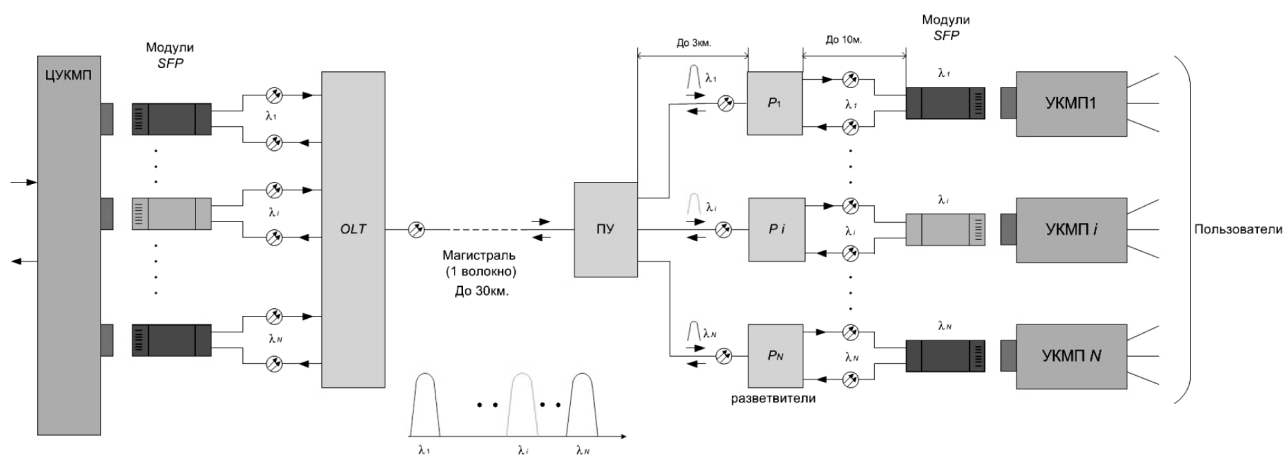 Модули
SFP
ЦУКМП
λ1
λi
λN
OLT
Магистраль
(1 волокно)
До 30км.
λ1
λi
λN
ПУ
До 3км.
До 10м.
λ1
λi
λN
P1
P i
PN
разветвители
λ1
λi
λN
Модули
SFP
λ1
λi
λN
УКМП1
УКМП i
УКМП N
Пользователи